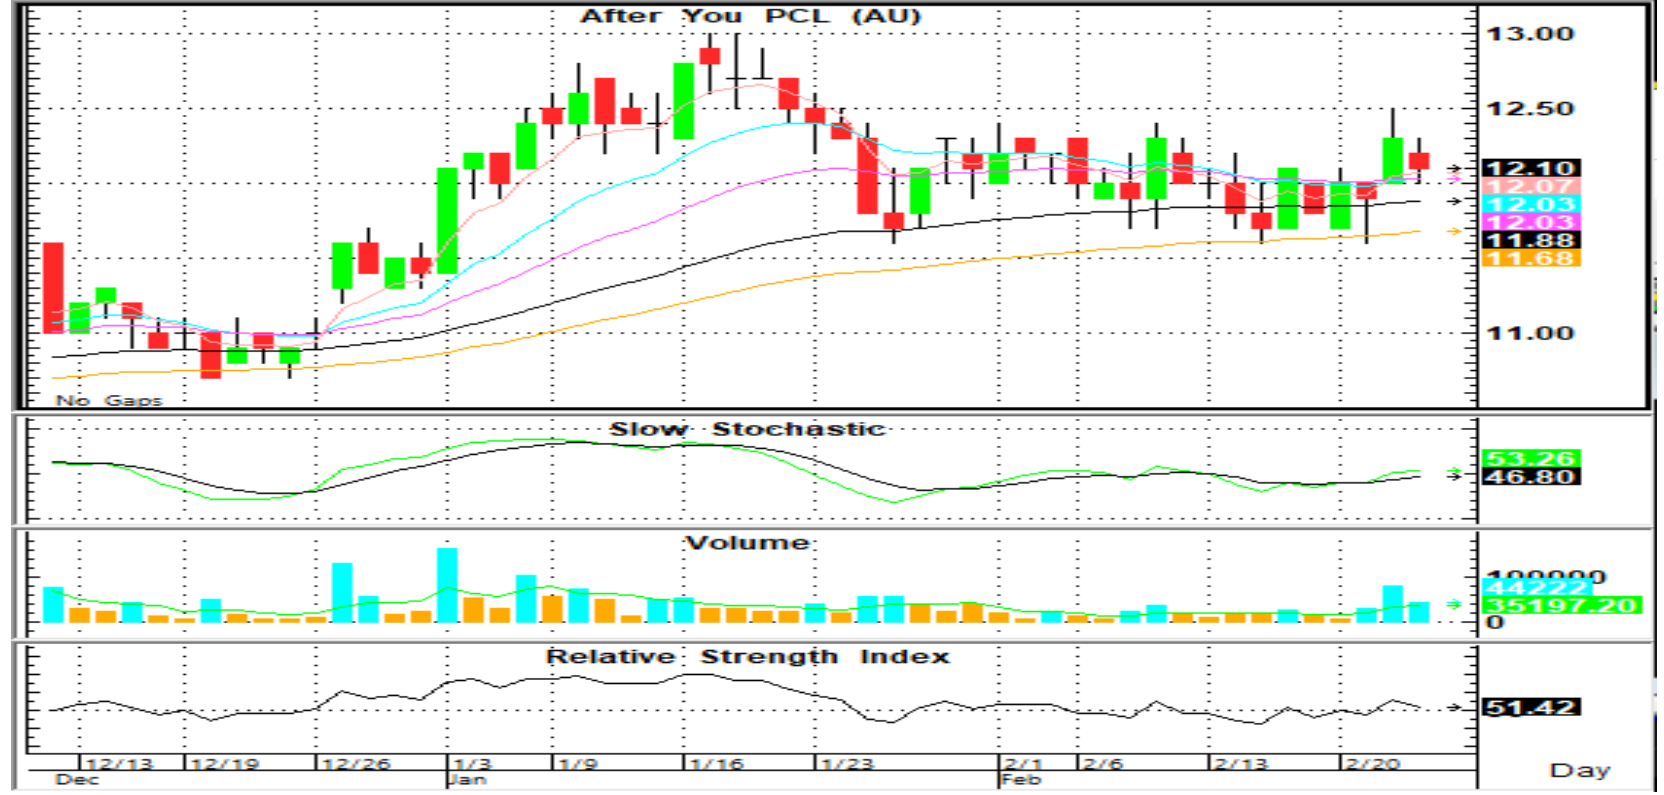 After You PCL (AU)
13.00
12.50
12.10
12.07
12.03
12.03
11.88
11.68
11.00
No Gaps
Slow Stochastic
53.26
46.80
Volume
100000
44222
35197.20
0
Relative Strength Index
51.42
12/13 12/19 12/26 1/3 1/9 1/16 1/23 2/1 2/6 2/13 2/20
Dec Jan Feb
Day